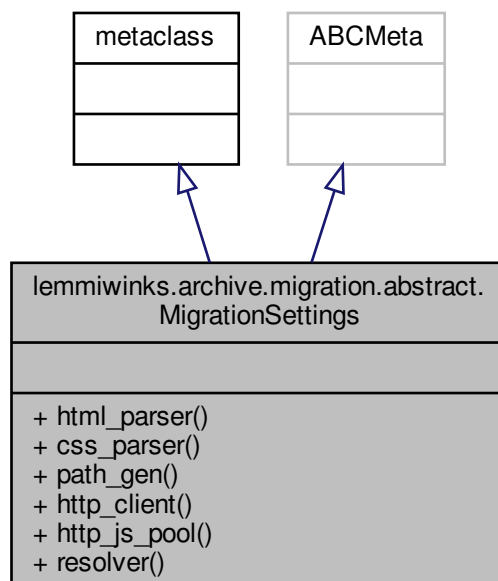 metaclass
ABCMeta
lemmiwinks.archive.migration.abstract.
MigrationSettings
+ html_parser()
+ css_parser()
+ path_gen()
+ http_client()
+ http_js_pool()
+ resolver()